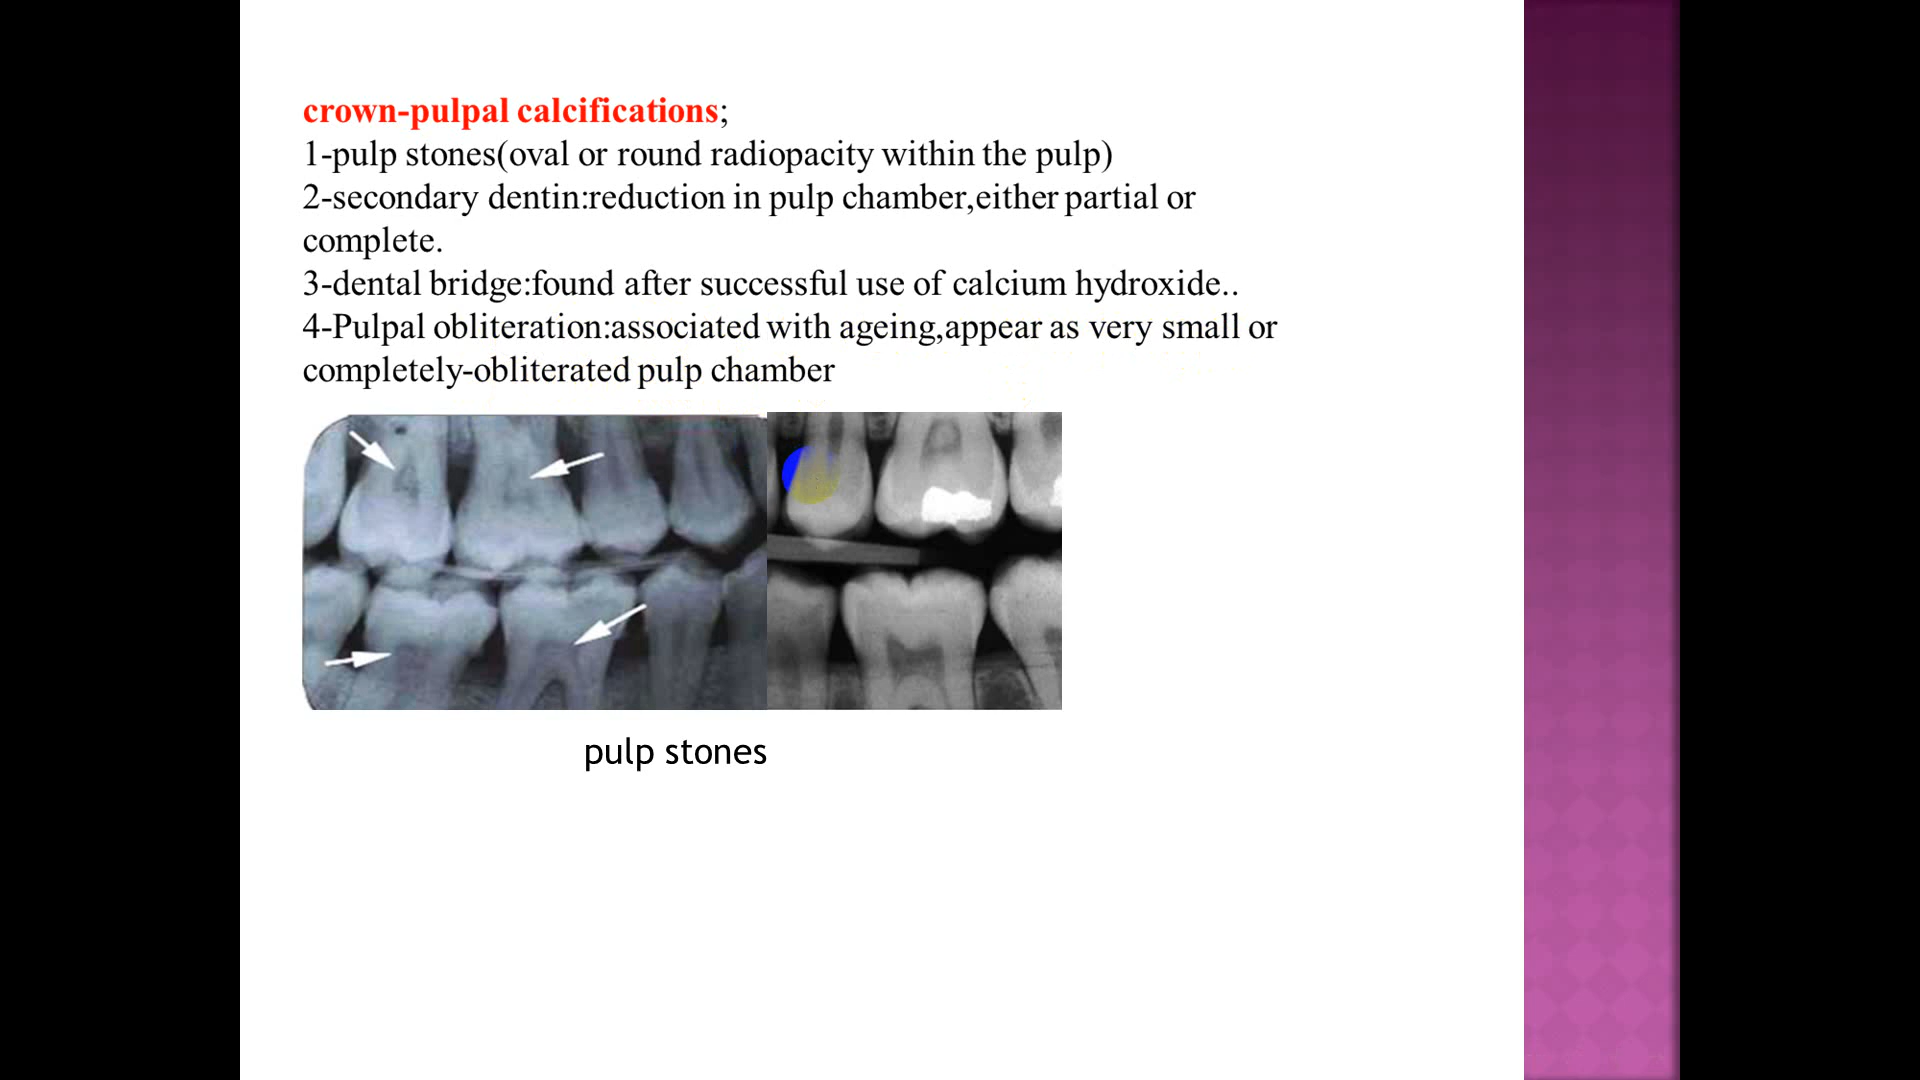 crown-pulpal calcifications;
1-pulp stones(oval or round radiopacity within the pulp)
2-secondary dentin:reduction in pulp chamber,either partial or
complete.
3-dental bridge:found after successful use of calcium hydroxide..
4-Pulpal obliteration:associated with ageing,appear as very small or
completely-obliterated pulp chamber
pulp stones